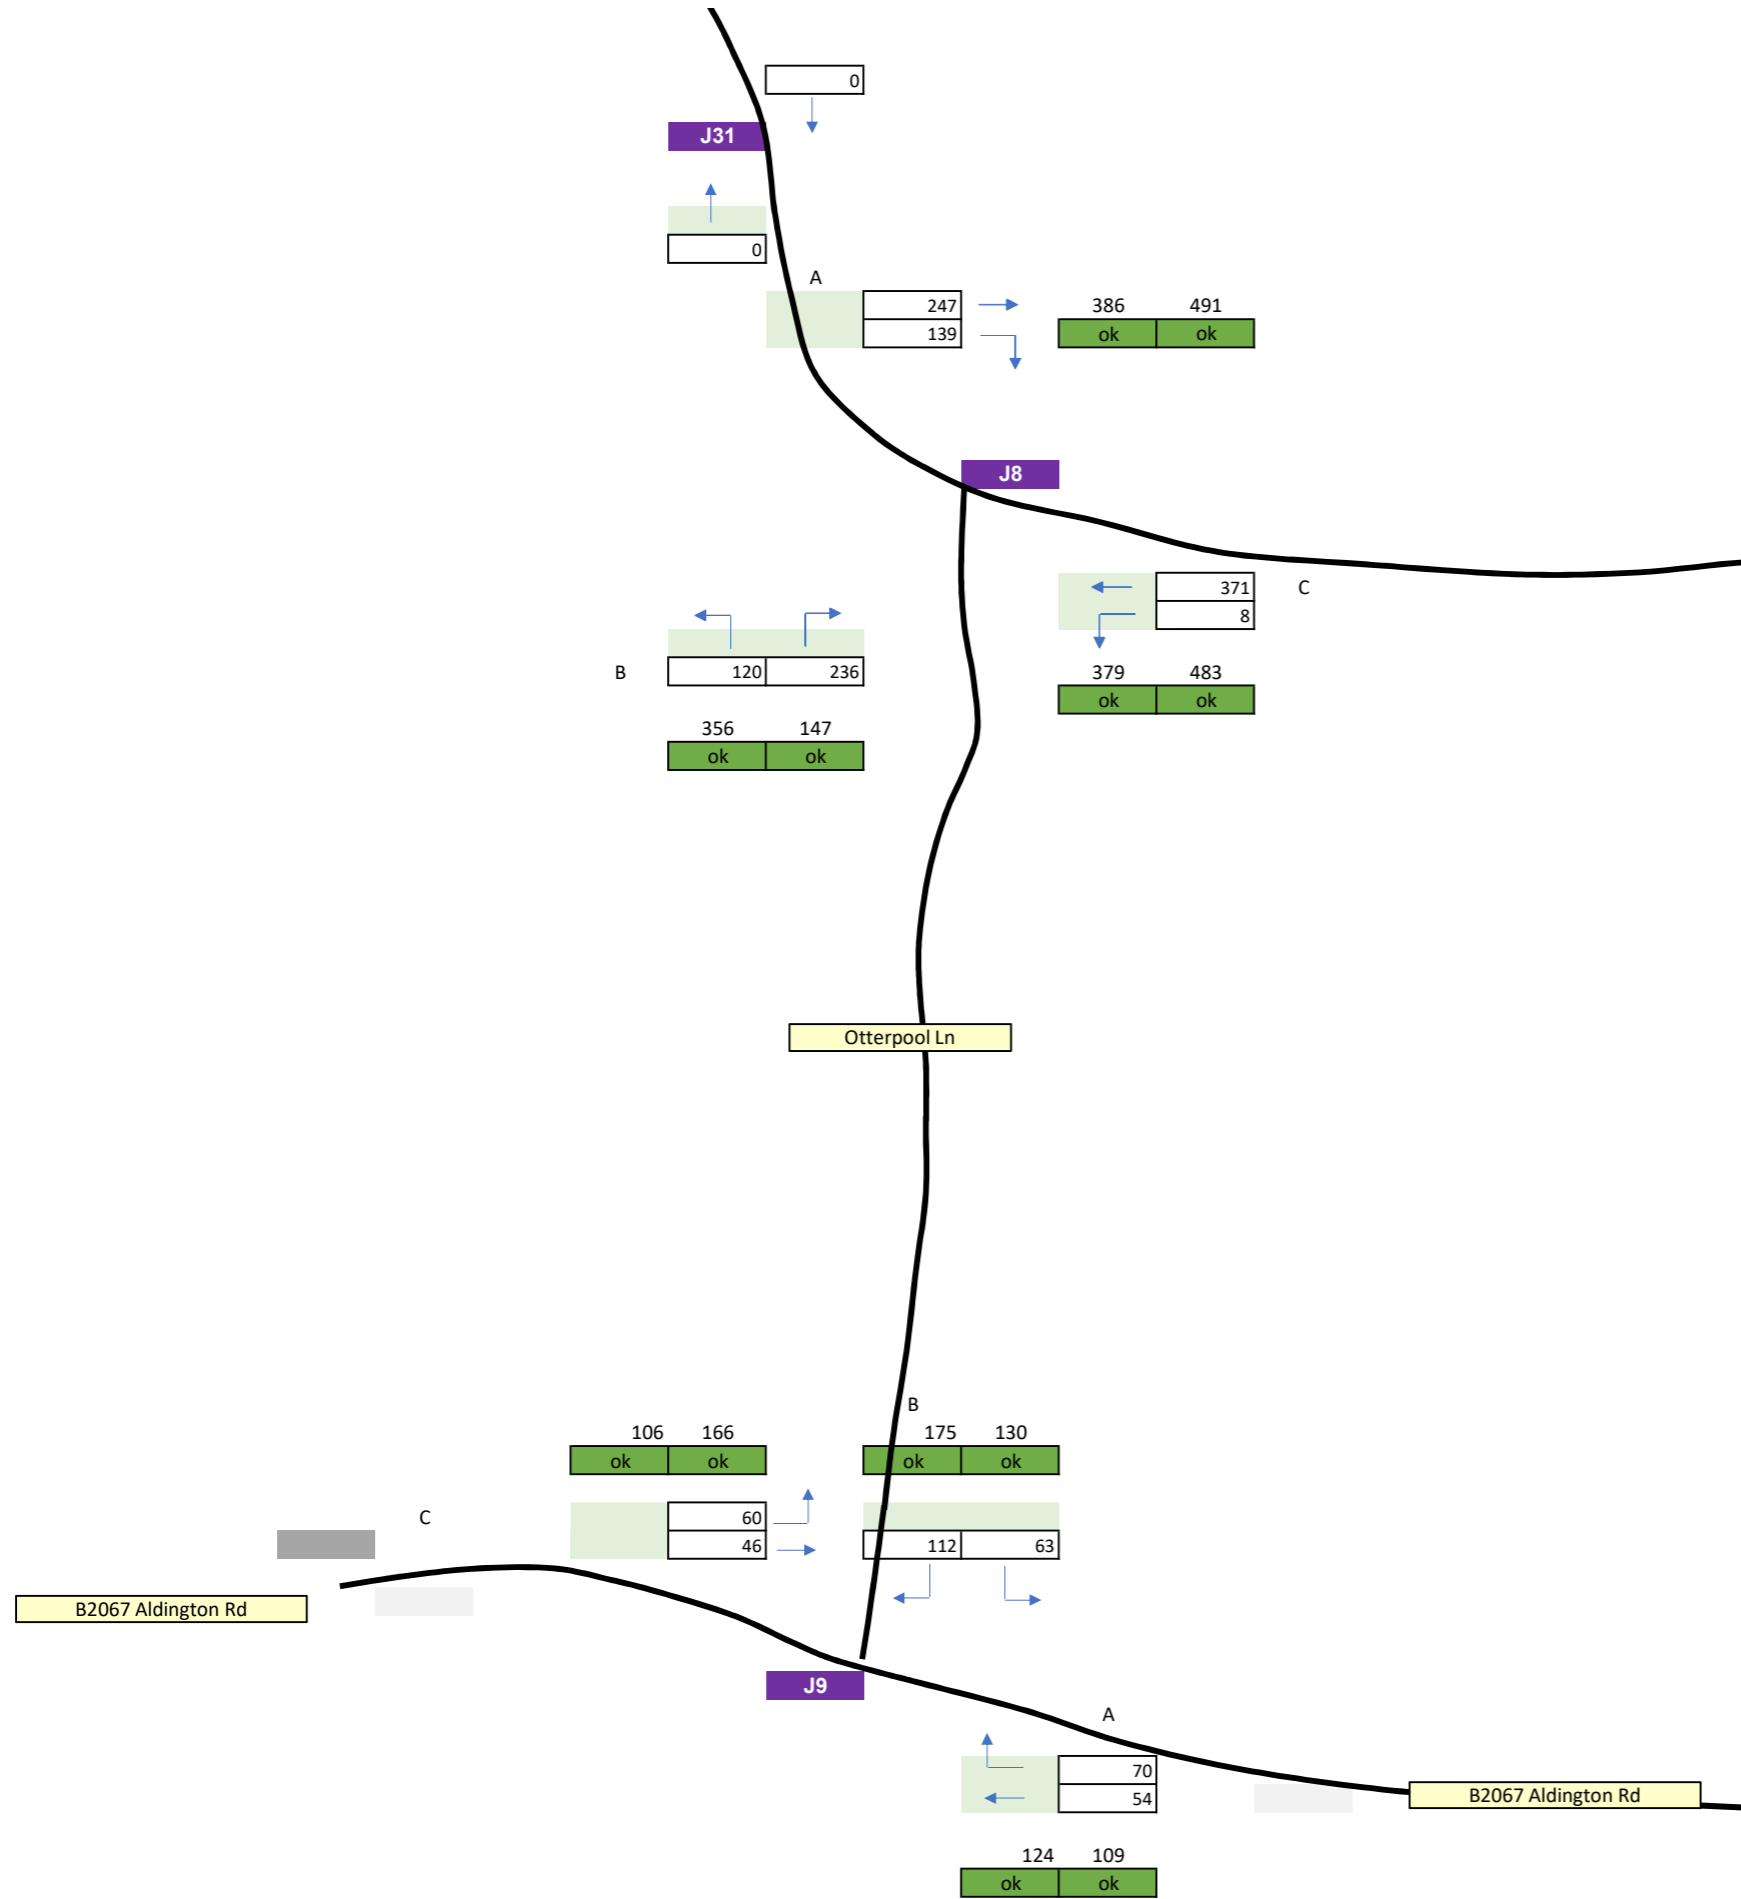 0
J31
0
A
247
139
386 491
ok ok
J8
371
8
C
B
120 236
379 483
ok ok
356 147
ok ok
Otterpool Ln
B
106 166
ok ok
175 130
ok ok
C
60
46
112 63
B2067 Aldington Rd
J9
A
70
54
B2067 Aldington Rd
124 109
ok ok